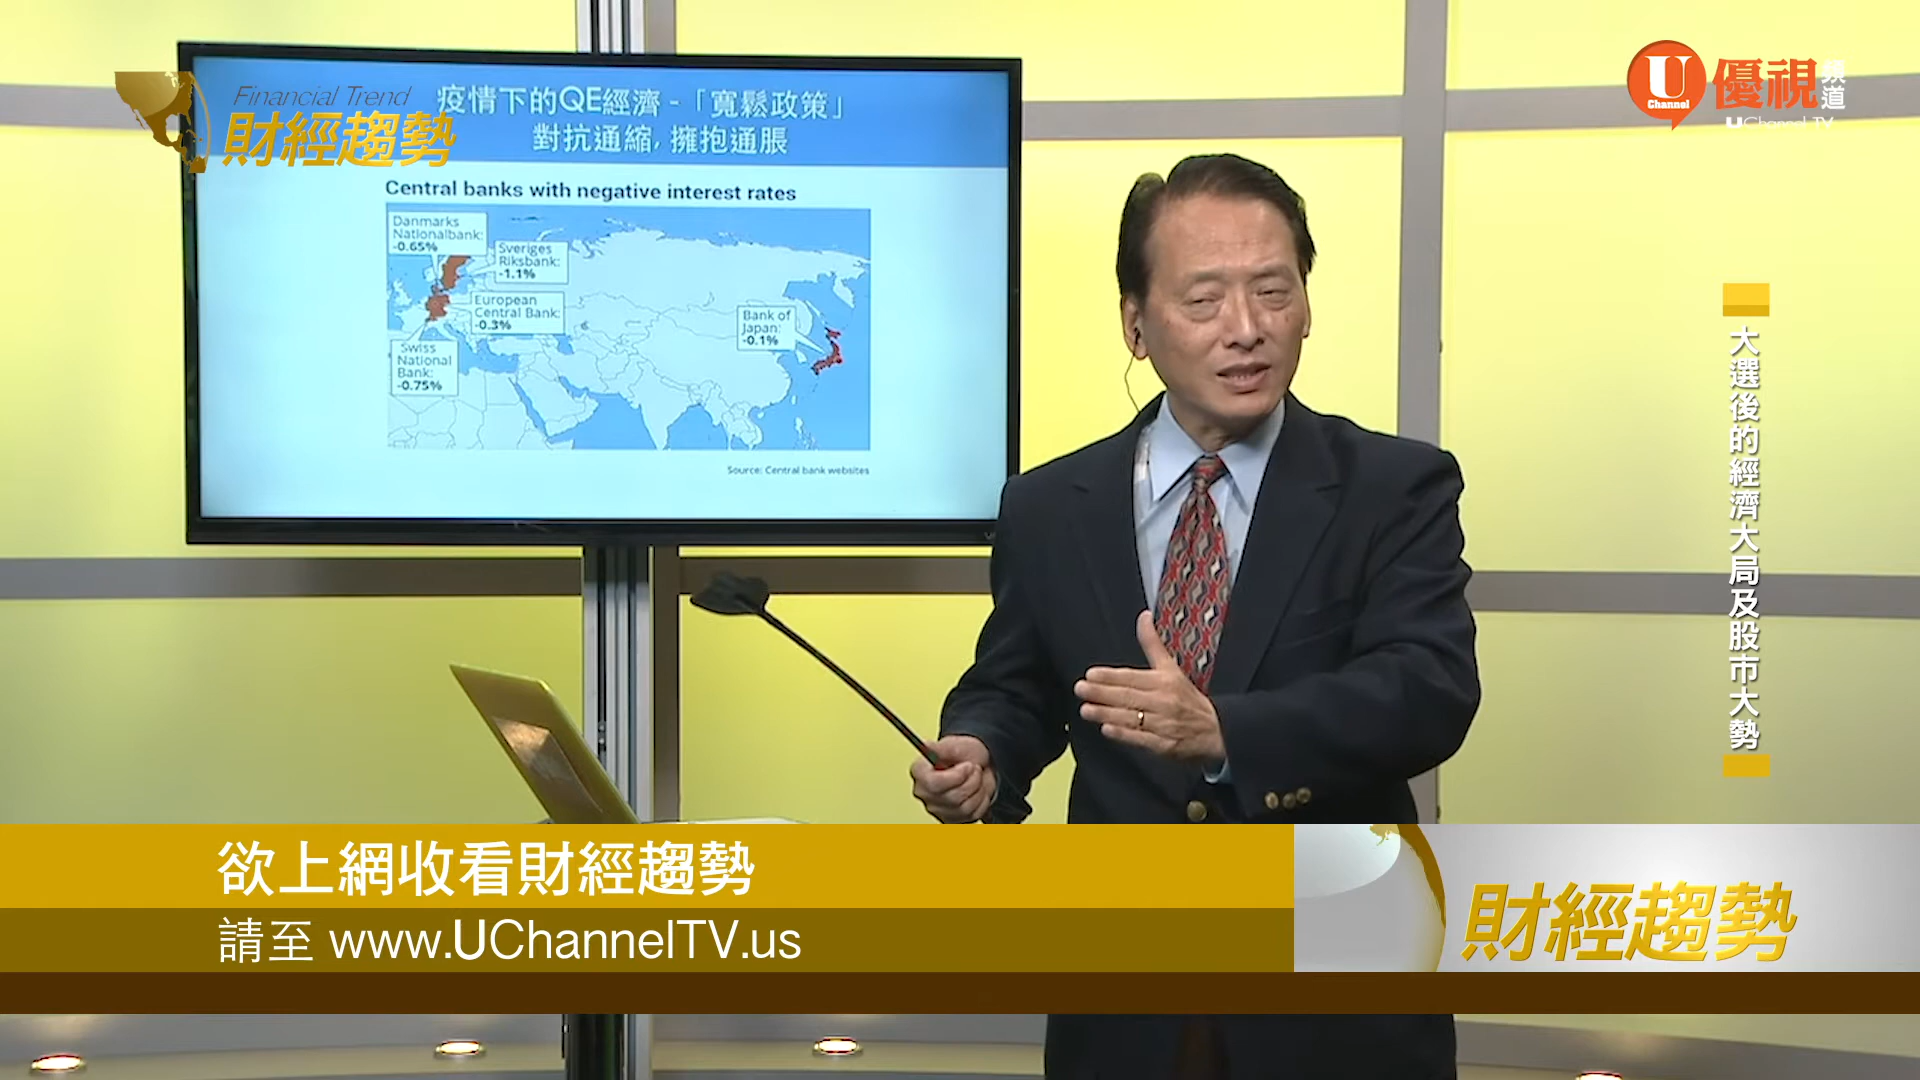 Financial Trend
財經趨勢
疫情下的QE經濟 -「寬鬆政策」
對抗通縮, 擁抱通脹
Central banks with negative interest rates
Danmarks
Nationalbank:
-0.65%
Sveriges
Riksbank:
-1.1%
European
Central Bank:
-0.3%
Swiss
National
Bank:
-0.75%
Bank of
Japan:
-0.1%
Source: Central bank websites
U
Channel
優視
頻道
UChannel TV
大選後的經濟大局及股市大勢
欲上網收看財經趨勢
請至 www.UChannelTV.us
財經趨勢